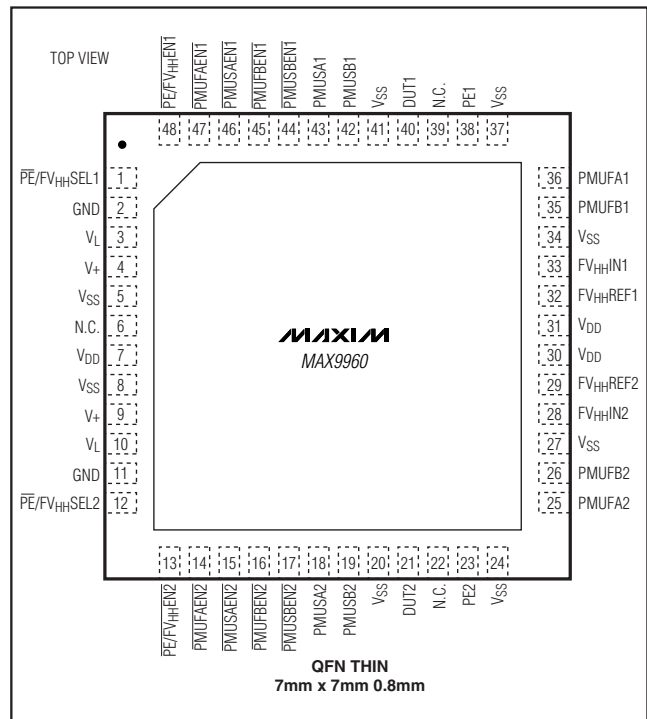 TOP VIEW
PE/FVHHEN1
PMUFAEN1
PMUSAEN1
PMUFBEN1
PMUSBEN1
PMUSA1
PMUSB1
VSS
DUT1
N.C.
PE1
VSS
48 47 46 45 44 43 42 41 40 39 38 37
PE/FVHHSEL1 1
GND 2
VL 3
V+ 4
VSS 5
N.C. 6
VDD 7
VSS 8
V+ 9
VL 10
GND 11
PE/FVHHSEL2 12
MAXIM
MAX9960
36 PMUFA1
35 PMUFB1
34 VSS
33 FVHHIN1
32 FVHHREF1
31 VDD
30 VDD
29 FVHHREF2
28 FVHHIN2
27 VSS
26 PMUFB2
25 PMUFA2
13 14 15 16 17 18 19 20 21 22 23 24
PE/FVHHEN2
PMUFAEN2
PMUSAEN2
PMUFBEN2
PMUSBEN2
PMUSA2
PMUSB2
VSS
DUT2
N.C.
PE2
VSS
QFN THIN
7mm x 7mm 0.8mm